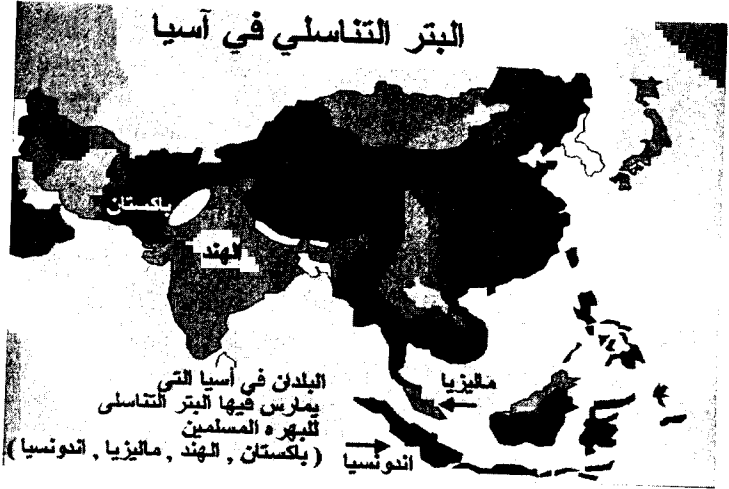 البتر التناسلي في آسيا
باكستان
الهند
ماليزيا
اندونسيا
البلدان في آسيا التي
يمارس فيها البتر التناسلى
للبهره المسلمين
( باكستان , الهند , ماليزيا , اندونسيا )